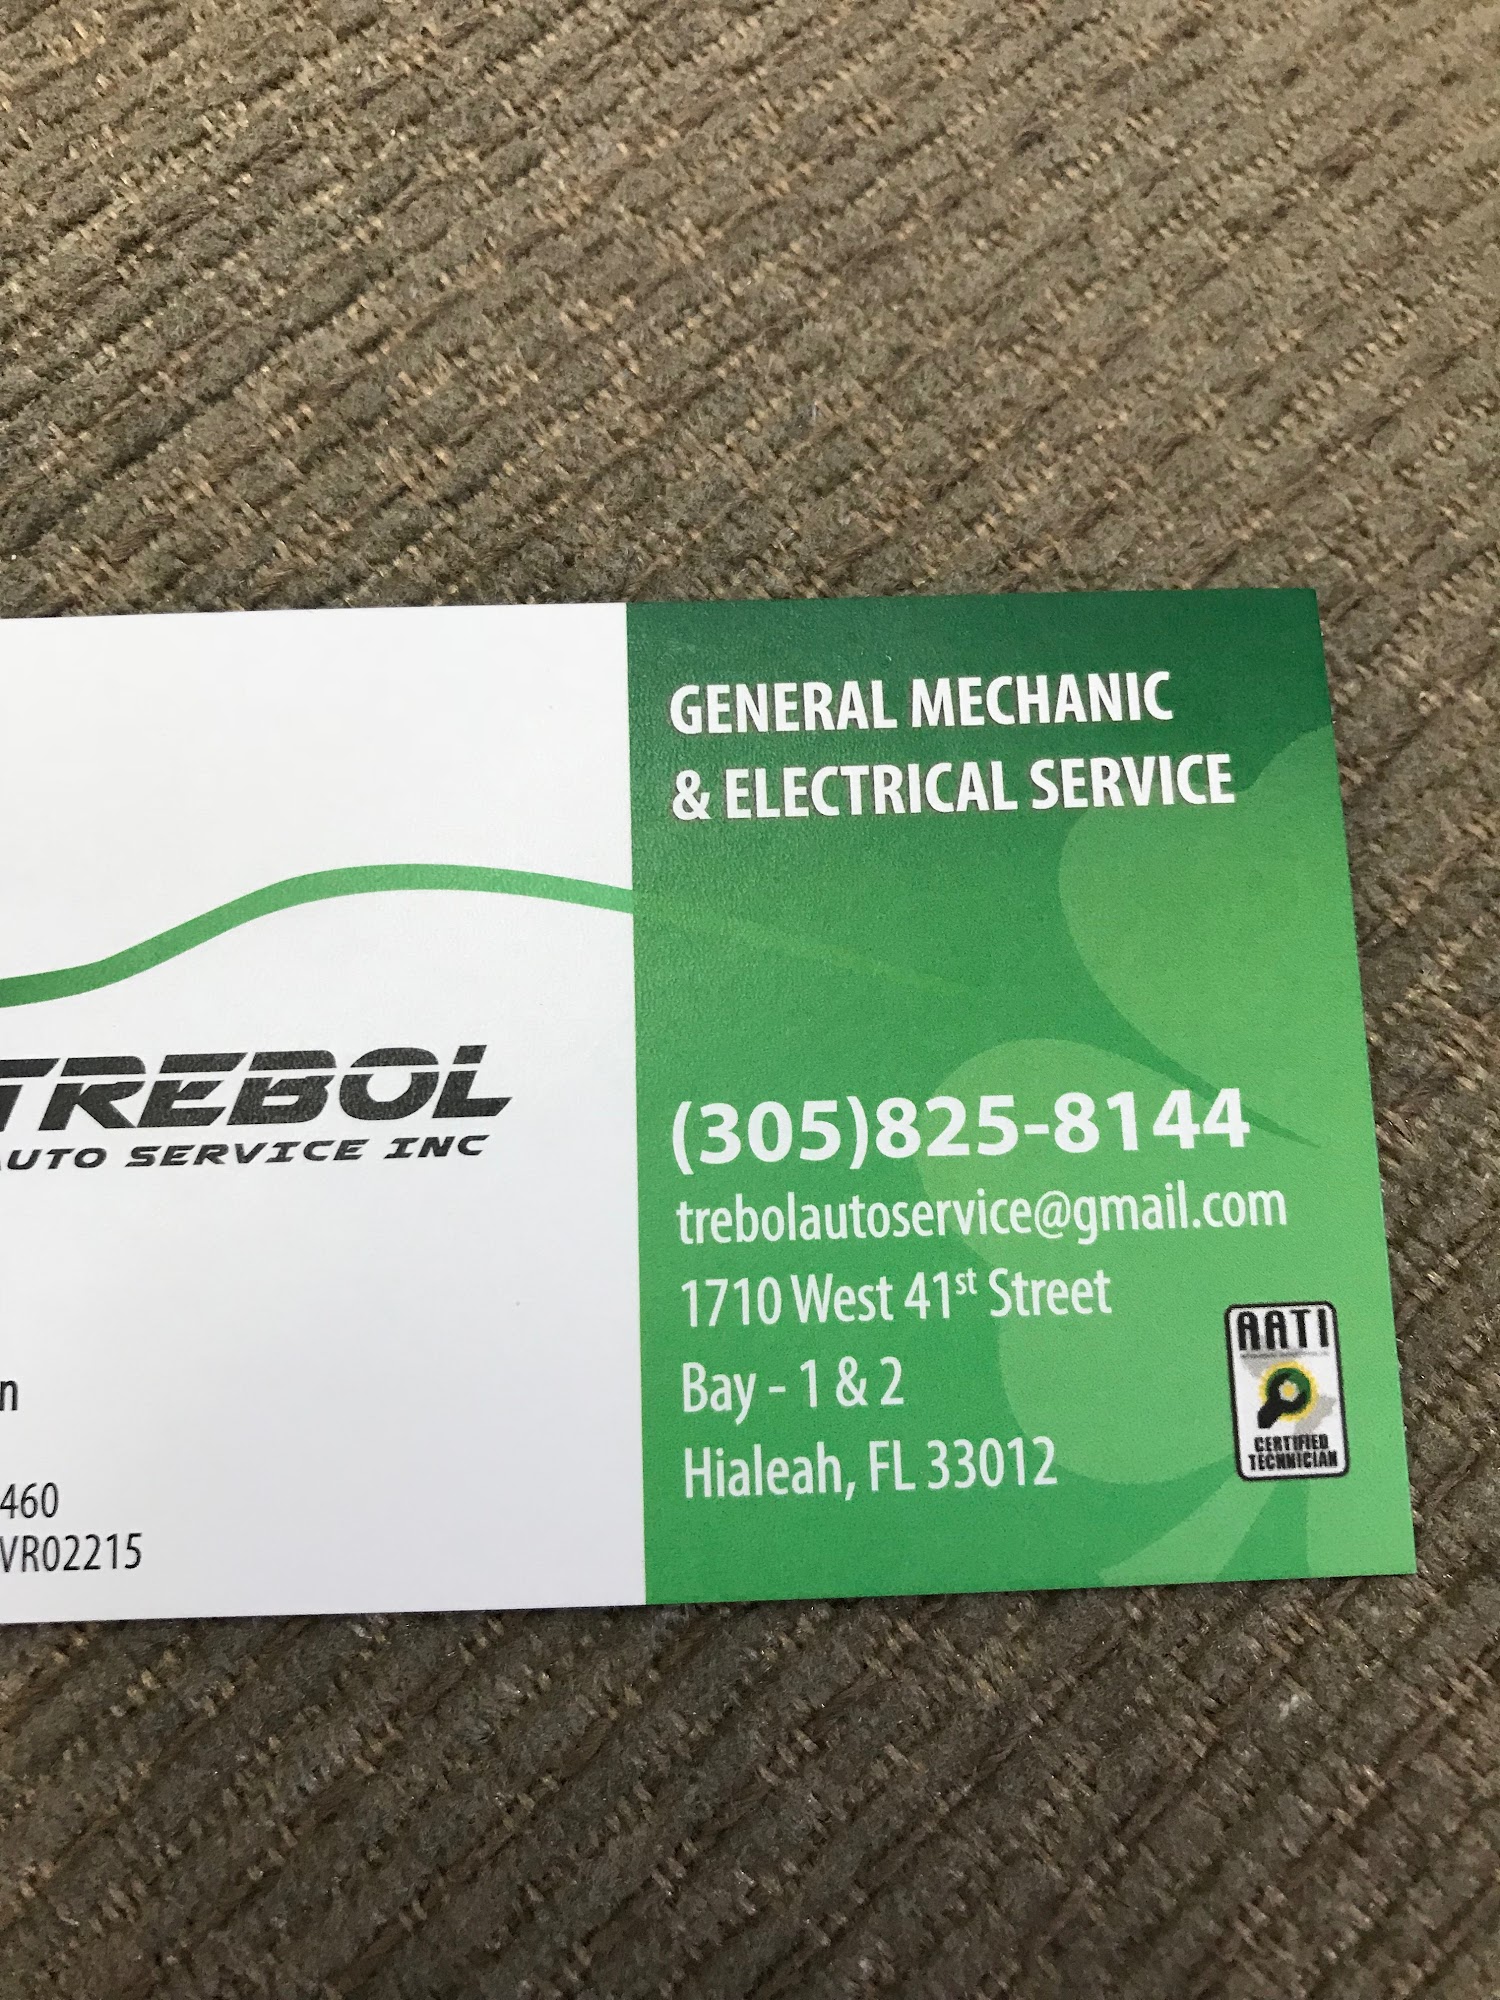 TREBOL
AUTO SERVICE INC
n
460
VR02215
GENERAL MECHANIC
& ELECTRICAL SERVICE
(305)825-8144
trebolautoservice@gmail.com
1710 West 41st Street
Bay - 1 & 2
Hialeah, FL 33012
AATI
CERTIFIED
TECHNICIAN